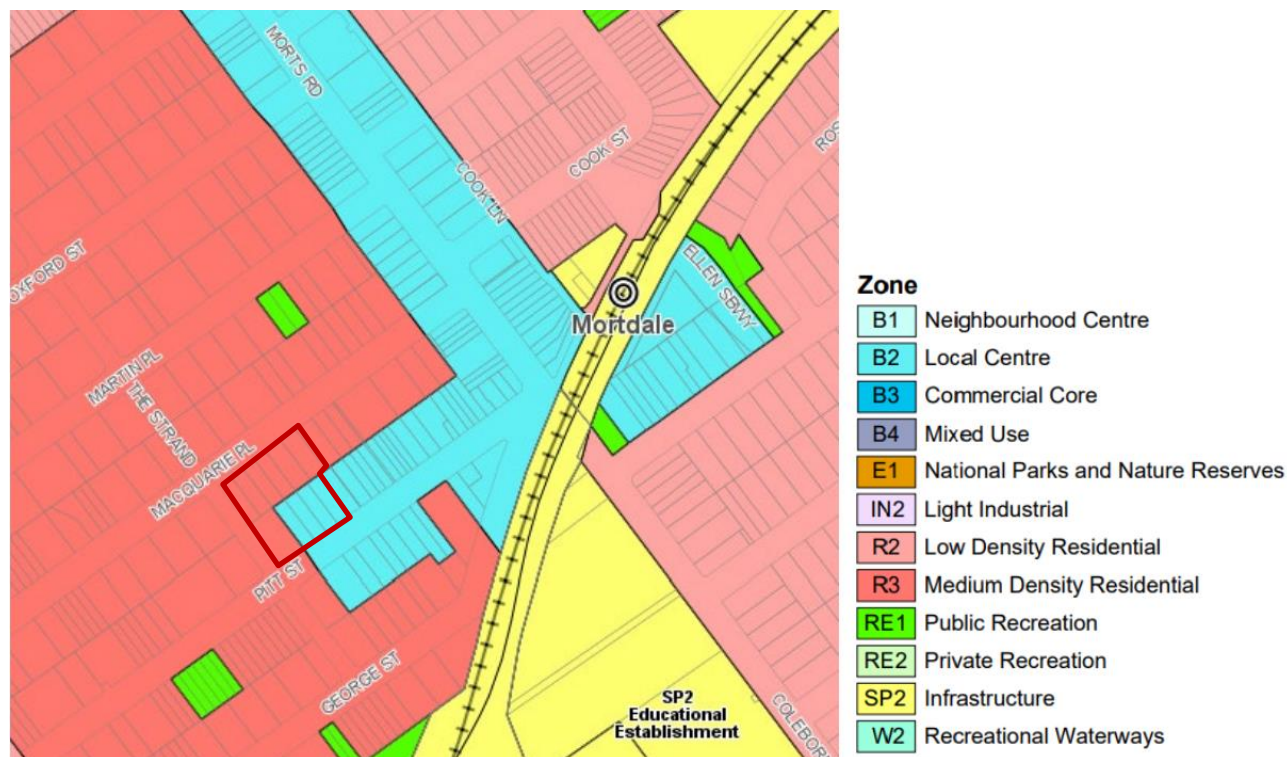 MORTS RD
COOK LN
COOK ST
ROS
OXFORD ST
ELLEN SBWY
Mortdale
MARTIN PL
THE STRAND
MACQUARIE PL
PITT ST
GEORGE ST
SP2
Educational
Establishment
COLEBOR
Zone
B1 Neighbourhood Centre
B2 Local Centre
B3 Commercial Core
B4 Mixed Use
E1 National Parks and Nature Reserves
IN2 Light Industrial
R2 Low Density Residential
R3 Medium Density Residential
RE1 Public Recreation
RE2 Private Recreation
SP2 Infrastructure
W2 Recreational Waterways